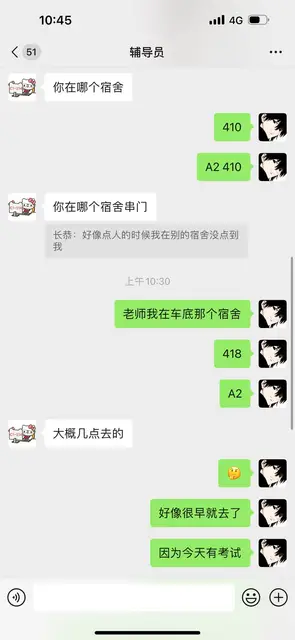 10:45
4G
51
辅导员
你在哪个宿舍
410
A2 410
你在哪个宿舍串门
长恭：好像点人的时候我在别的宿舍没点到
我
上午10:30
老师我在车底那个宿舍
418
A2
大概几点去的
🤔
好像很早就去了
因为今天有考试